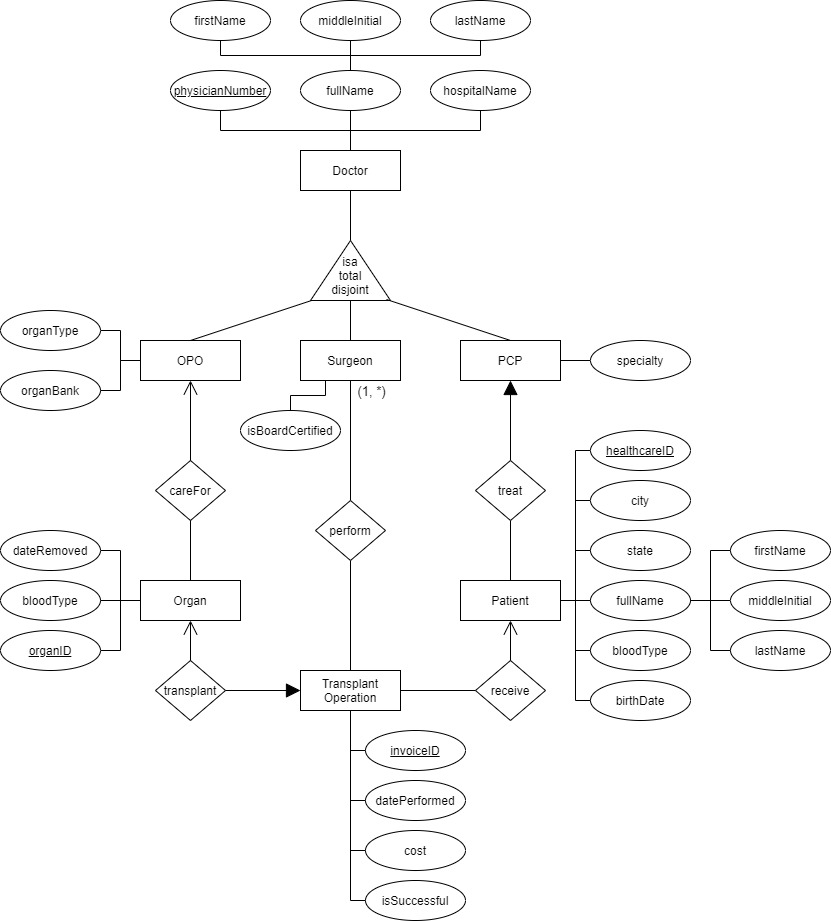 firstName
middleInitial
lastName
physicianNumber
fullName
hospitalName
Doctor
isa
total
disjoint
organType
OPO
Surgeon
PCP
specialty
organBank
(1, *)
isBoardCertified
healthcareID
careFor
treat
city
perform
dateRemoved
state
firstName
bloodType
Organ
Patient
fullName
middleInitial
organID
bloodType
lastName
transplant
Transplant
Operation
receive
birthDate
invoiceID
datePerformed
cost
isSuccessful